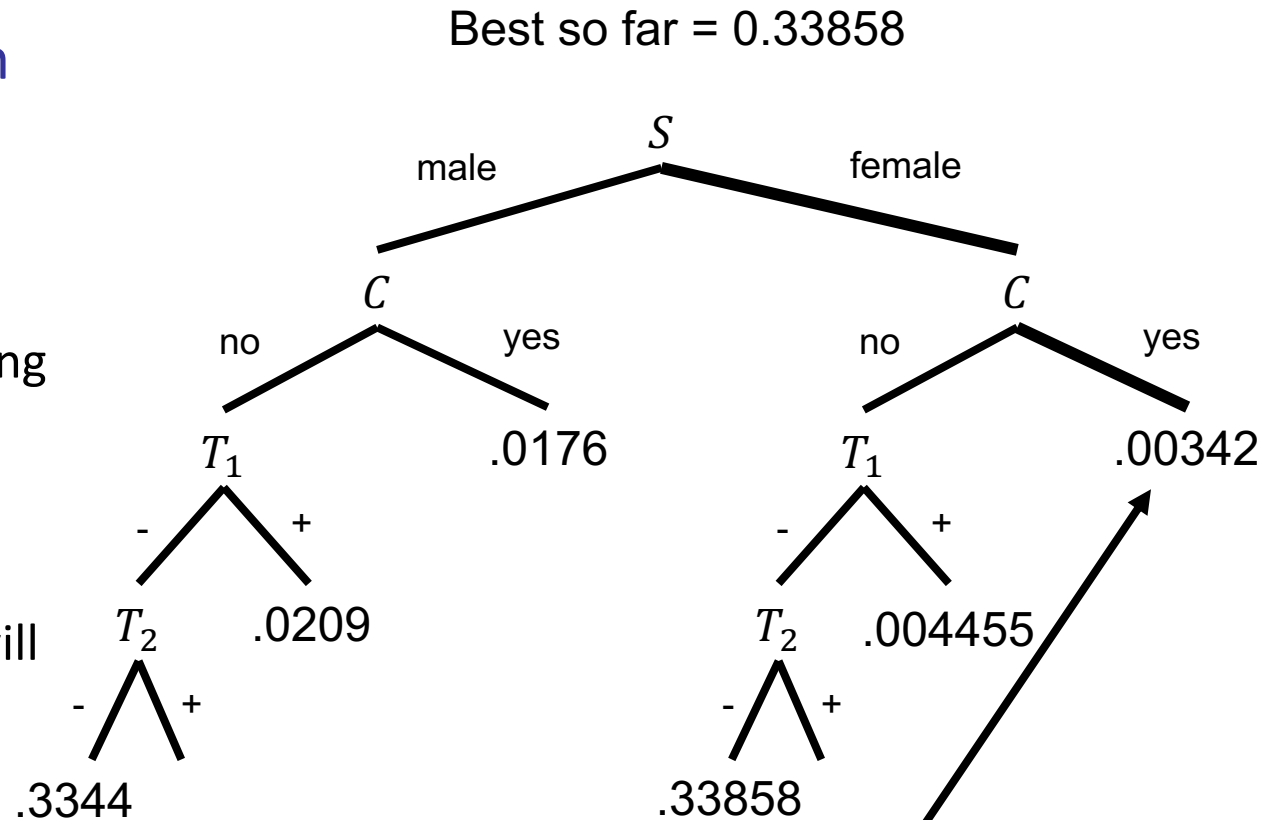 Best so far = 0.33858
S
male female
C C
no yes no yes
T₁ .0176 T₁ .00342
- + - +
T₂ .0209 T₂ .004455
- + - +
.3344 .33858